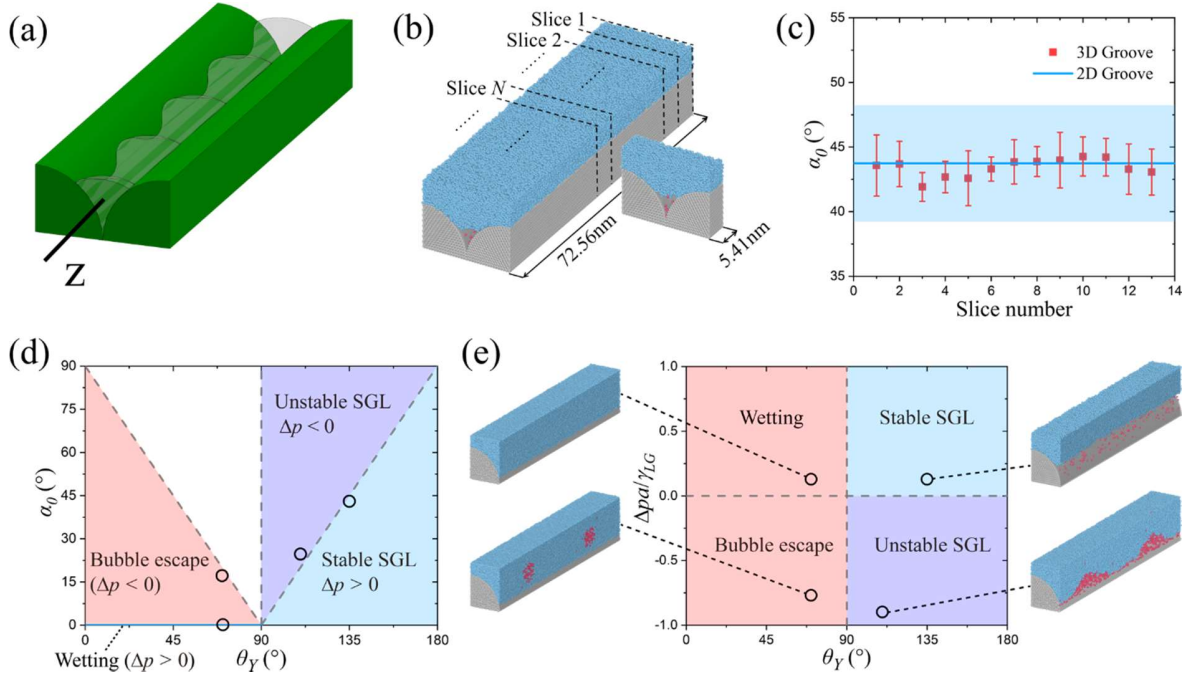 (a)
Z
(b)
Slice 1
Slice 2
Slice N
72.56nm
5.41nm
(c)
α₀ (°)
55
50
45
40
35
3D Groove
2D Groove
0 2 4 6 8 10 12 14
Slice number
(d)
α₀ (°)
90
75
60
45
30
15
0
Unstable SGL
Δp < 0
Bubble escape
(Δp < 0)
Stable SGL
Δp > 0
0 45 90 135 180
Wetting (Δp > 0)
θ_Y (°)
(e)
Δpa/γ_LG
1.0
0.5
0.0
-0.5
-1.0
Wetting
Stable SGL
Bubble escape
Unstable SGL
0 45 90 135 180
θ_Y (°)